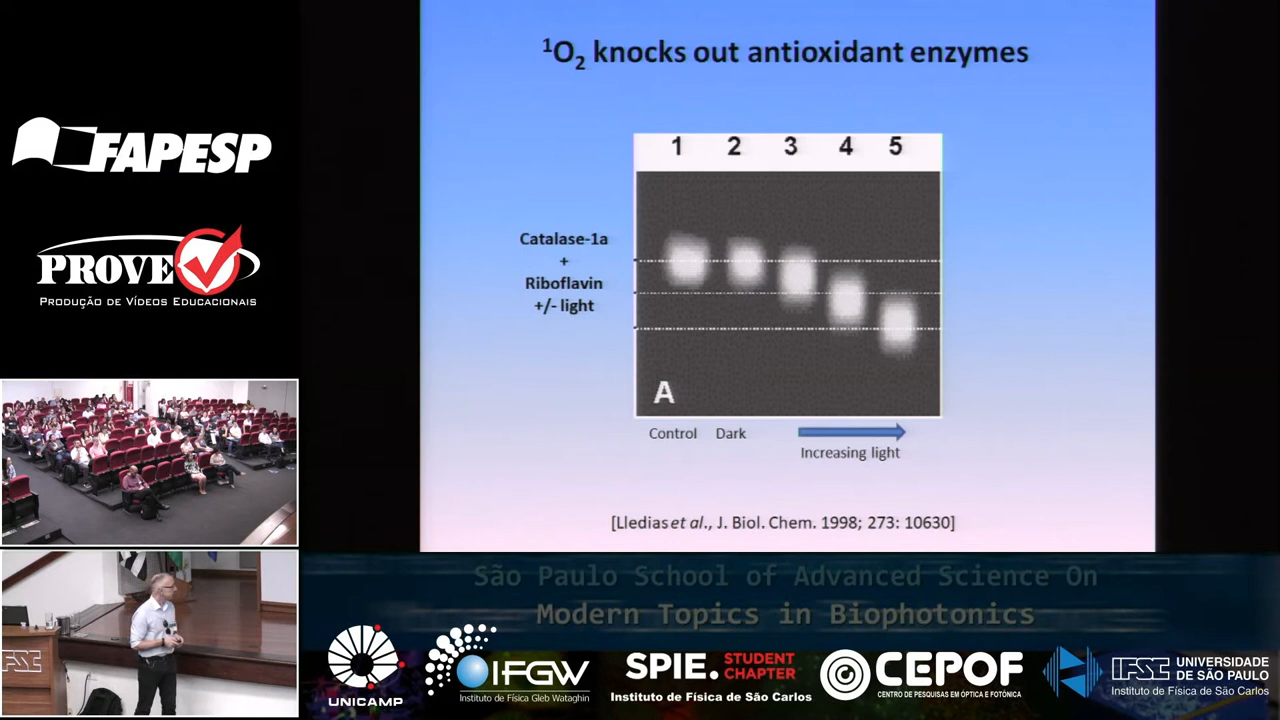 FAPESP
PROVE
PRODUÇÃO DE VÍDEOS EDUCACIONAIS
¹O₂ knocks out antioxidant enzymes
1 2 3 4 5
Catalase-1a
+
Riboflavin
+/- light
A
Control Dark
Increasing light
[Lledias et al., J. Biol. Chem. 1998; 273: 10630]
São Paulo School of Advanced Science On
Modern Topics in Biophotonics
UNICAMP
IFGW
Instituto de Física Gleb Wataghin
SPIE. STUDENT
CHAPTER
Instituto de Física de São Carlos
CEPOF
CENTRO DE PESQUISAS EM ÓPTICA E FOTÔNICA
IFSC UNIVERSIDADE
DE SÃO PAULO
Instituto de Física de São Carlos